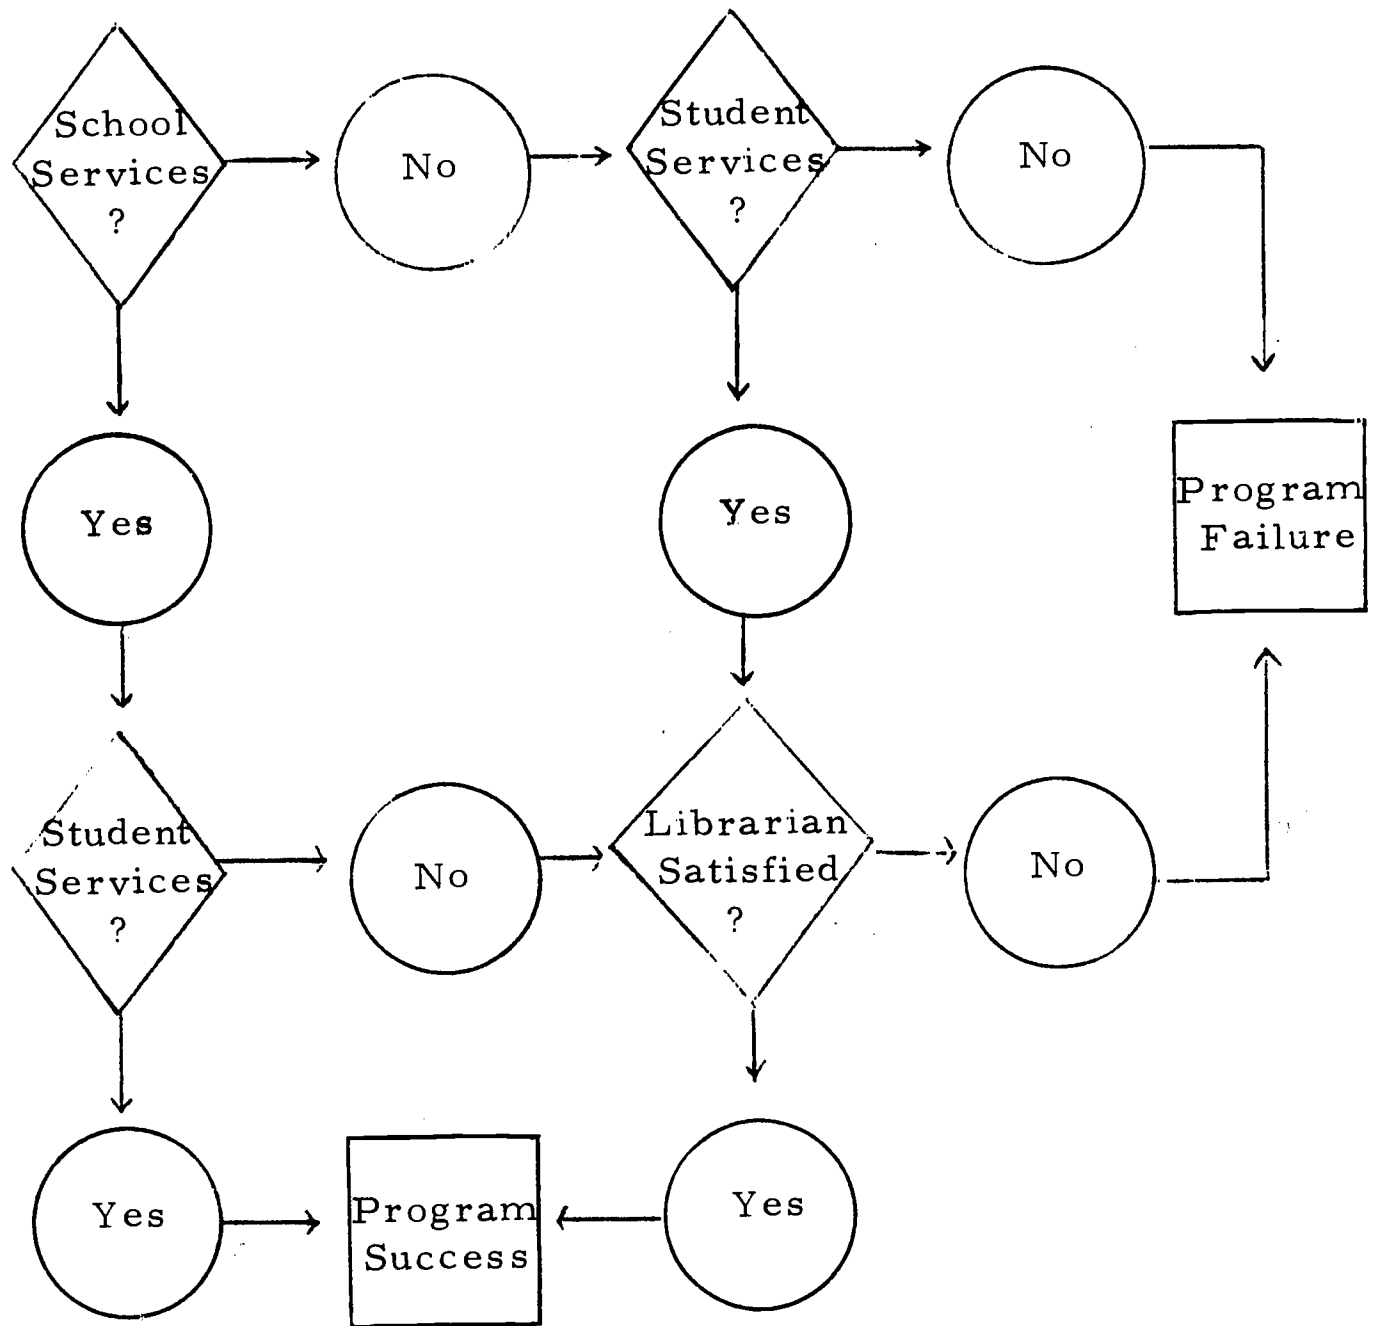 School
Services
?
No
Student
Services
?
No
Yes
Yes
Program
Failure
Student
Services
?
No
Librarian
Satisfied
?
No
Yes
Program
Success
Yes